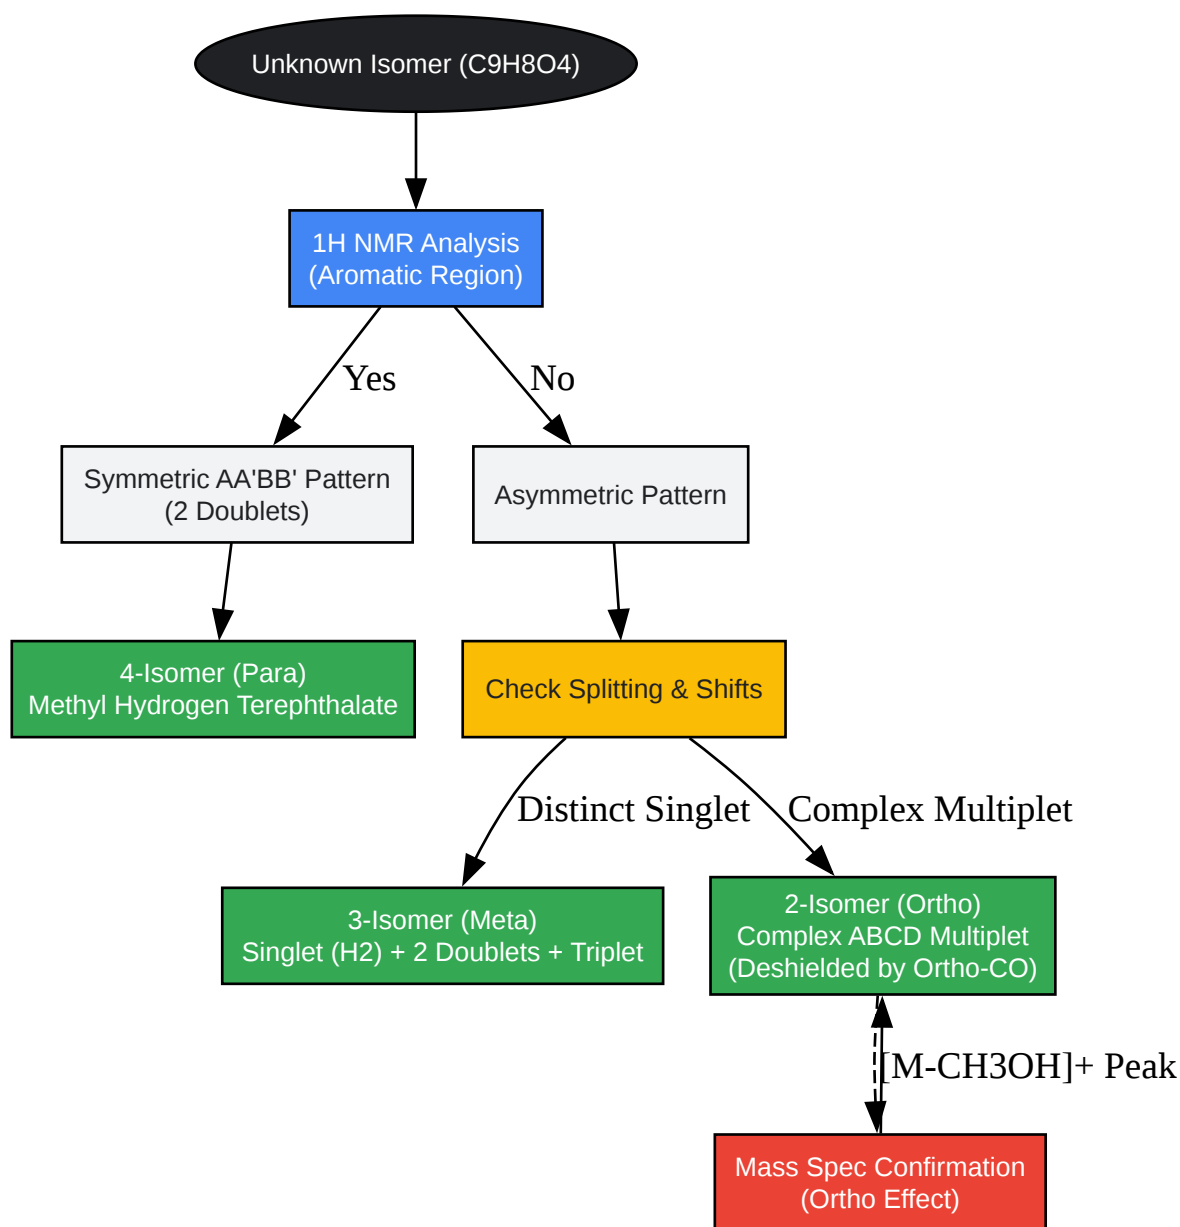 Unknown Isomer (C9H8O4)
1H NMR Analysis
(Aromatic Region)
Yes
No
Symmetric AA'BB' Pattern
(2 Doublets)
Asymmetric Pattern
4-Isomer (Para)
Methyl Hydrogen Terephthalate
Check Splitting & Shifts
Distinct Singlet
Complex Multiplet
3-Isomer (Meta)
Singlet (H2) + 2 Doublets + Triplet
2-Isomer (Ortho)
Complex ABCD Multiplet
(Deshielded by Ortho-CO)
[M-CH3OH]+ Peak
Mass Spec Confirmation
(Ortho Effect)